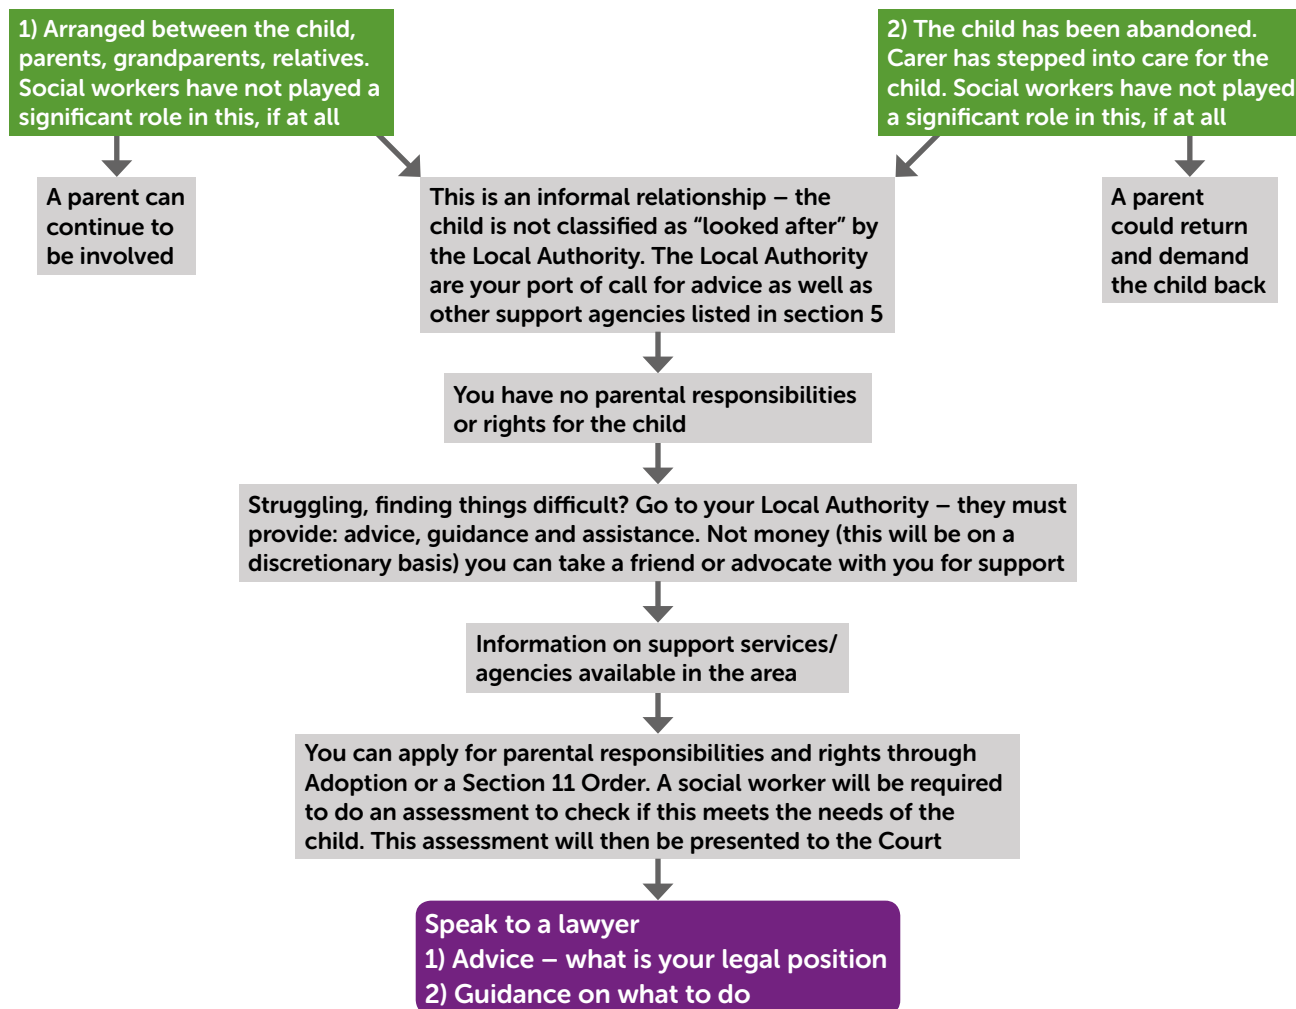 1) Arranged between the child,
parents, grandparents, relatives.
Social workers have not played a
significant role in this, if at all
2) The child has been abandoned.
Carer has stepped into care for the
child. Social workers have not played
a significant role in this, if at all
A parent can
continue to
be involved
This is an informal relationship – the
child is not classified as “looked after” by
the Local Authority. The Local Authority
are your port of call for advice as well as
other support agencies listed in section 5
A parent
could return
and demand
the child back
You have no parental responsibilities
or rights for the child
Struggling, finding things difficult? Go to your Local Authority – they must
provide: advice, guidance and assistance. Not money (this will be on a
discretionary basis) you can take a friend or advocate with you for support
Information on support services/
agencies available in the area
You can apply for parental responsibilities and rights through
Adoption or a Section 11 Order. A social worker will be required
to do an assessment to check if this meets the needs of the
child. This assessment will then be presented to the Court
Speak to a lawyer
1) Advice – what is your legal position
2) Guidance on what to do